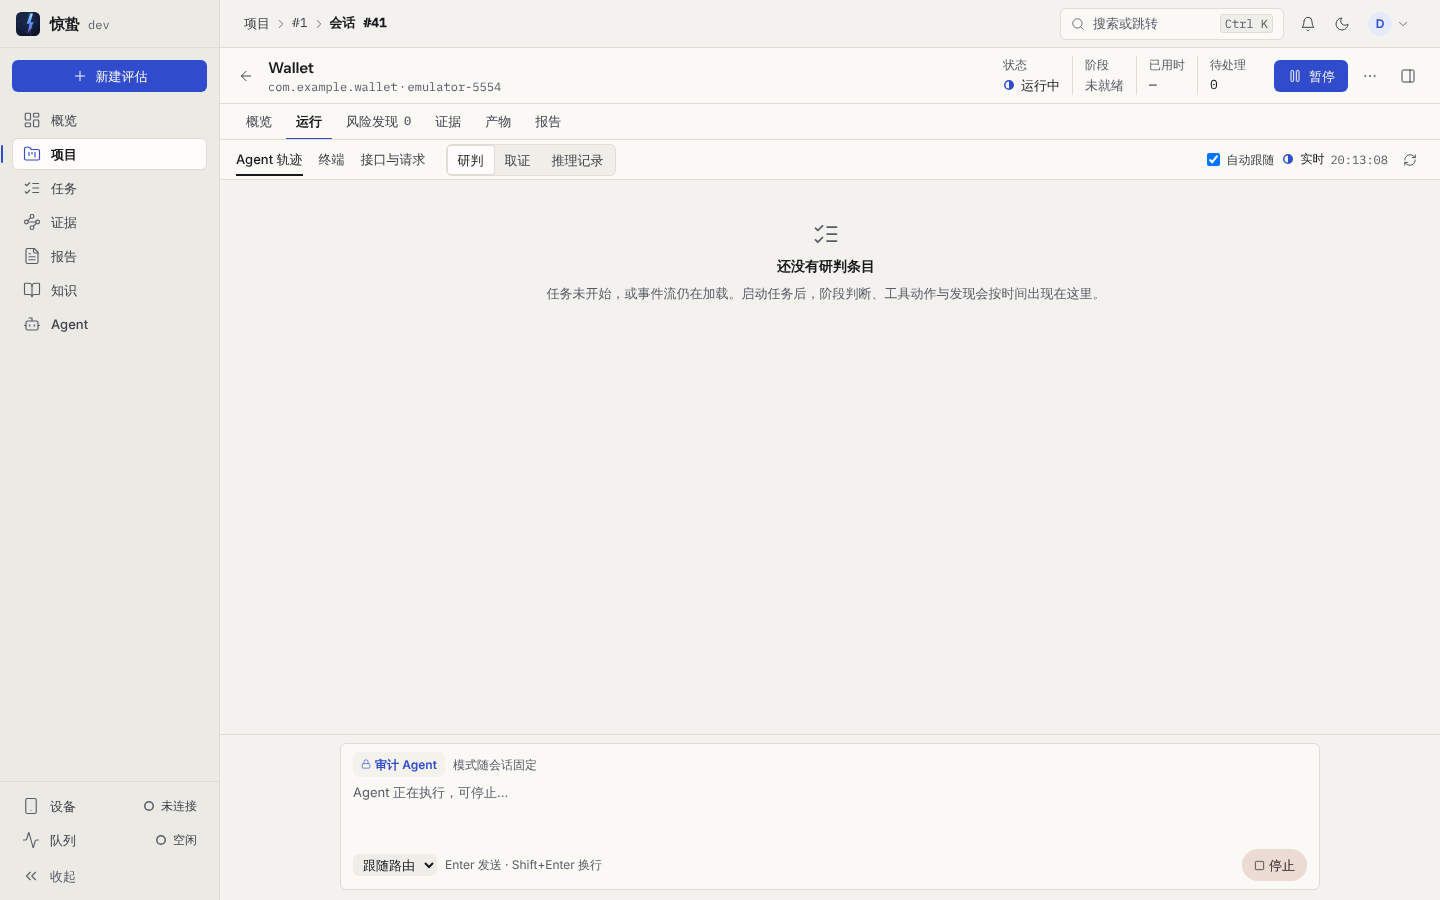 惊蛰 dev
项目 #1 会话 #41
搜索或跳转 Ctrl K
D
新建评估
概览
项目
任务
证据
报告
知识
Agent
设备 未连接
队列 空闲
收起
Wallet
com.example.wallet · emulator-5554
状态 运行中
阶段 未就绪
已用时 —
待处理 0
暂停
概览 运行 风险发现 0 证据 产物 报告
Agent 轨迹 终端 接口与请求 研判 取证 推理记录
自动跟随 实时 20:13:08
还没有研判条目
任务未开始，或事件流仍在加载。启动任务后，阶段判断、工具动作与发现会按时间出现在这里。
审计 Agent 模式随会话固定
Agent 正在执行，可停止...
跟随路由 Enter 发送 · Shift+Enter 换行
停止